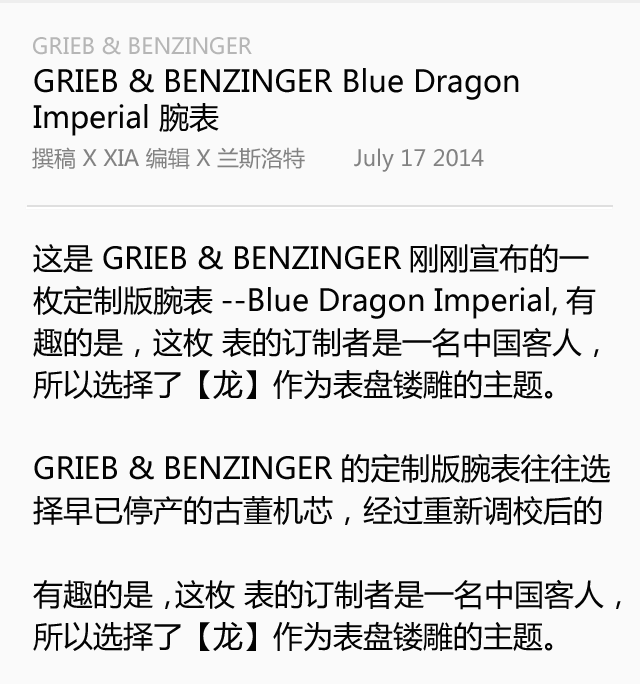 GRIEB & BENZINGER
GRIEB & BENZINGER Blue Dragon
Imperial 腕表
撰稿 X XIA 编辑 X 兰斯洛特 July 17 2014
这是 GRIEB & BENZINGER 刚刚宣布的一
枚定制版腕表 --Blue Dragon Imperial, 有
趣的是，这枚 表的订制者是一名中国客人，
所以选择了【龙】作为表盘镂雕的主题。
GRIEB & BENZINGER 的定制版腕表往往选
择早已停产的古董机芯，经过重新调校后的
有趣的是 ,这枚 表的订制者是一名中国客人，
所以选择了【龙】作为表盘镂雕的主题。